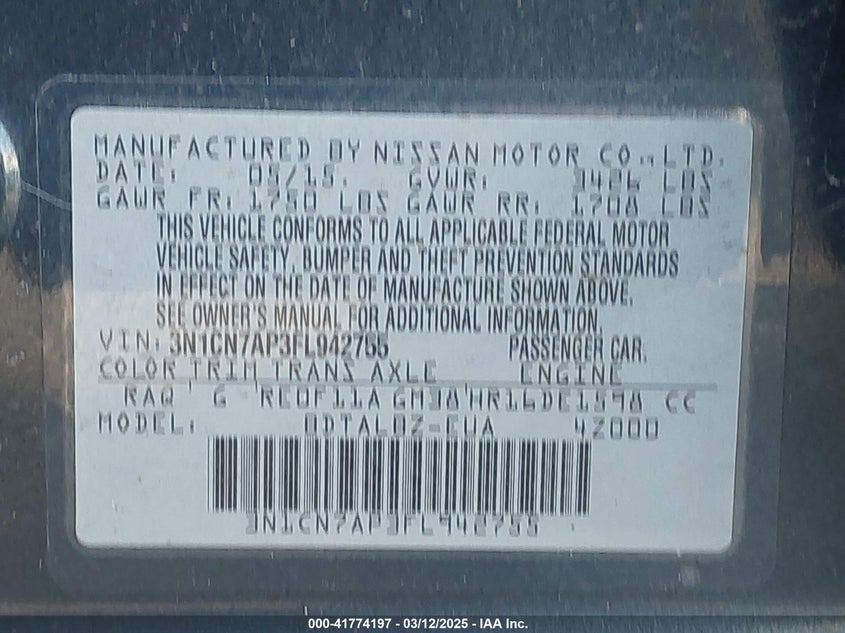 MANUFACTURED BY NISSAN MOTOR CO.,LTD.
DATE: 05/15. GVWR: 3426 LBS
GAWR FR: 1750 LBS GAWR RR: 1708 LBS
THIS VEHICLE CONFORMS TO ALL APPLICABLE FEDERAL MOTOR
VEHICLE SAFETY, BUMPER AND THEFT PREVENTION STANDARDS
IN EFFECT ON THE DATE OF MANUFACTURE SHOWN ABOVE.
SEE OWNER'S MANUAL FOR ADDITIONAL INFORMATION.
VIN: 3N1CN7AP3FL942755 PASSENGER CAR.
COLOR TRIM TRANS AXLE ENGINE
RAQ G RE0F11A GM38 HR16DE1598 CC
MODEL: BDTALBZ-EUA 4Z000
3N1CN7AP3FL942755
000-41774197 - 03/12/2025 - IAA Inc.